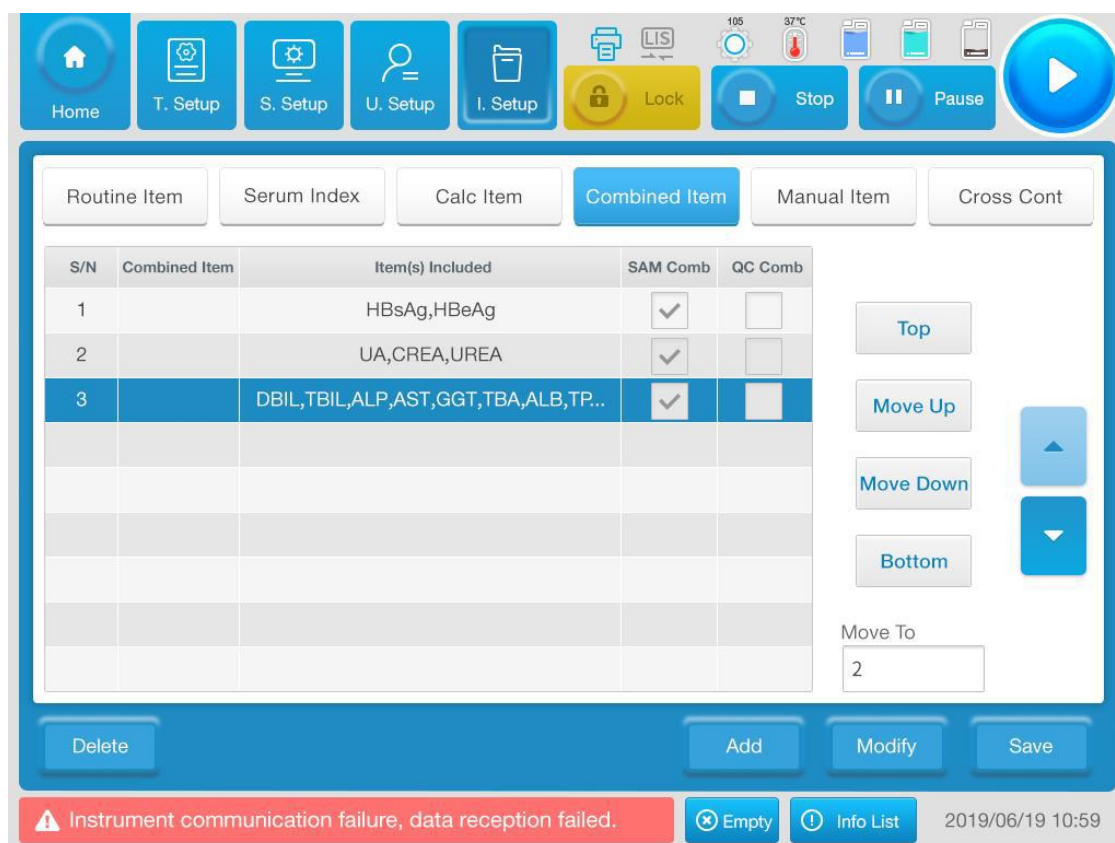 105 37℃
LIS
Home T. Setup S. Setup U. Setup I. Setup Lock Stop Pause
Routine Item Serum Index Calc Item Combined Item Manual Item Cross Cont
S/N Combined Item Item(s) Included SAM Comb QC Comb
1 HBsAg,HBeAg
Top
2 UA,CREA,UREA
3 DBIL,TBIL,ALP,AST,GGT,TBA,ALB,TP...
Move Up
Move Down
Bottom
Move To
2
Delete Add Modify Save
Instrument communication failure, data reception failed. Empty Info List 2019/06/19 10:59